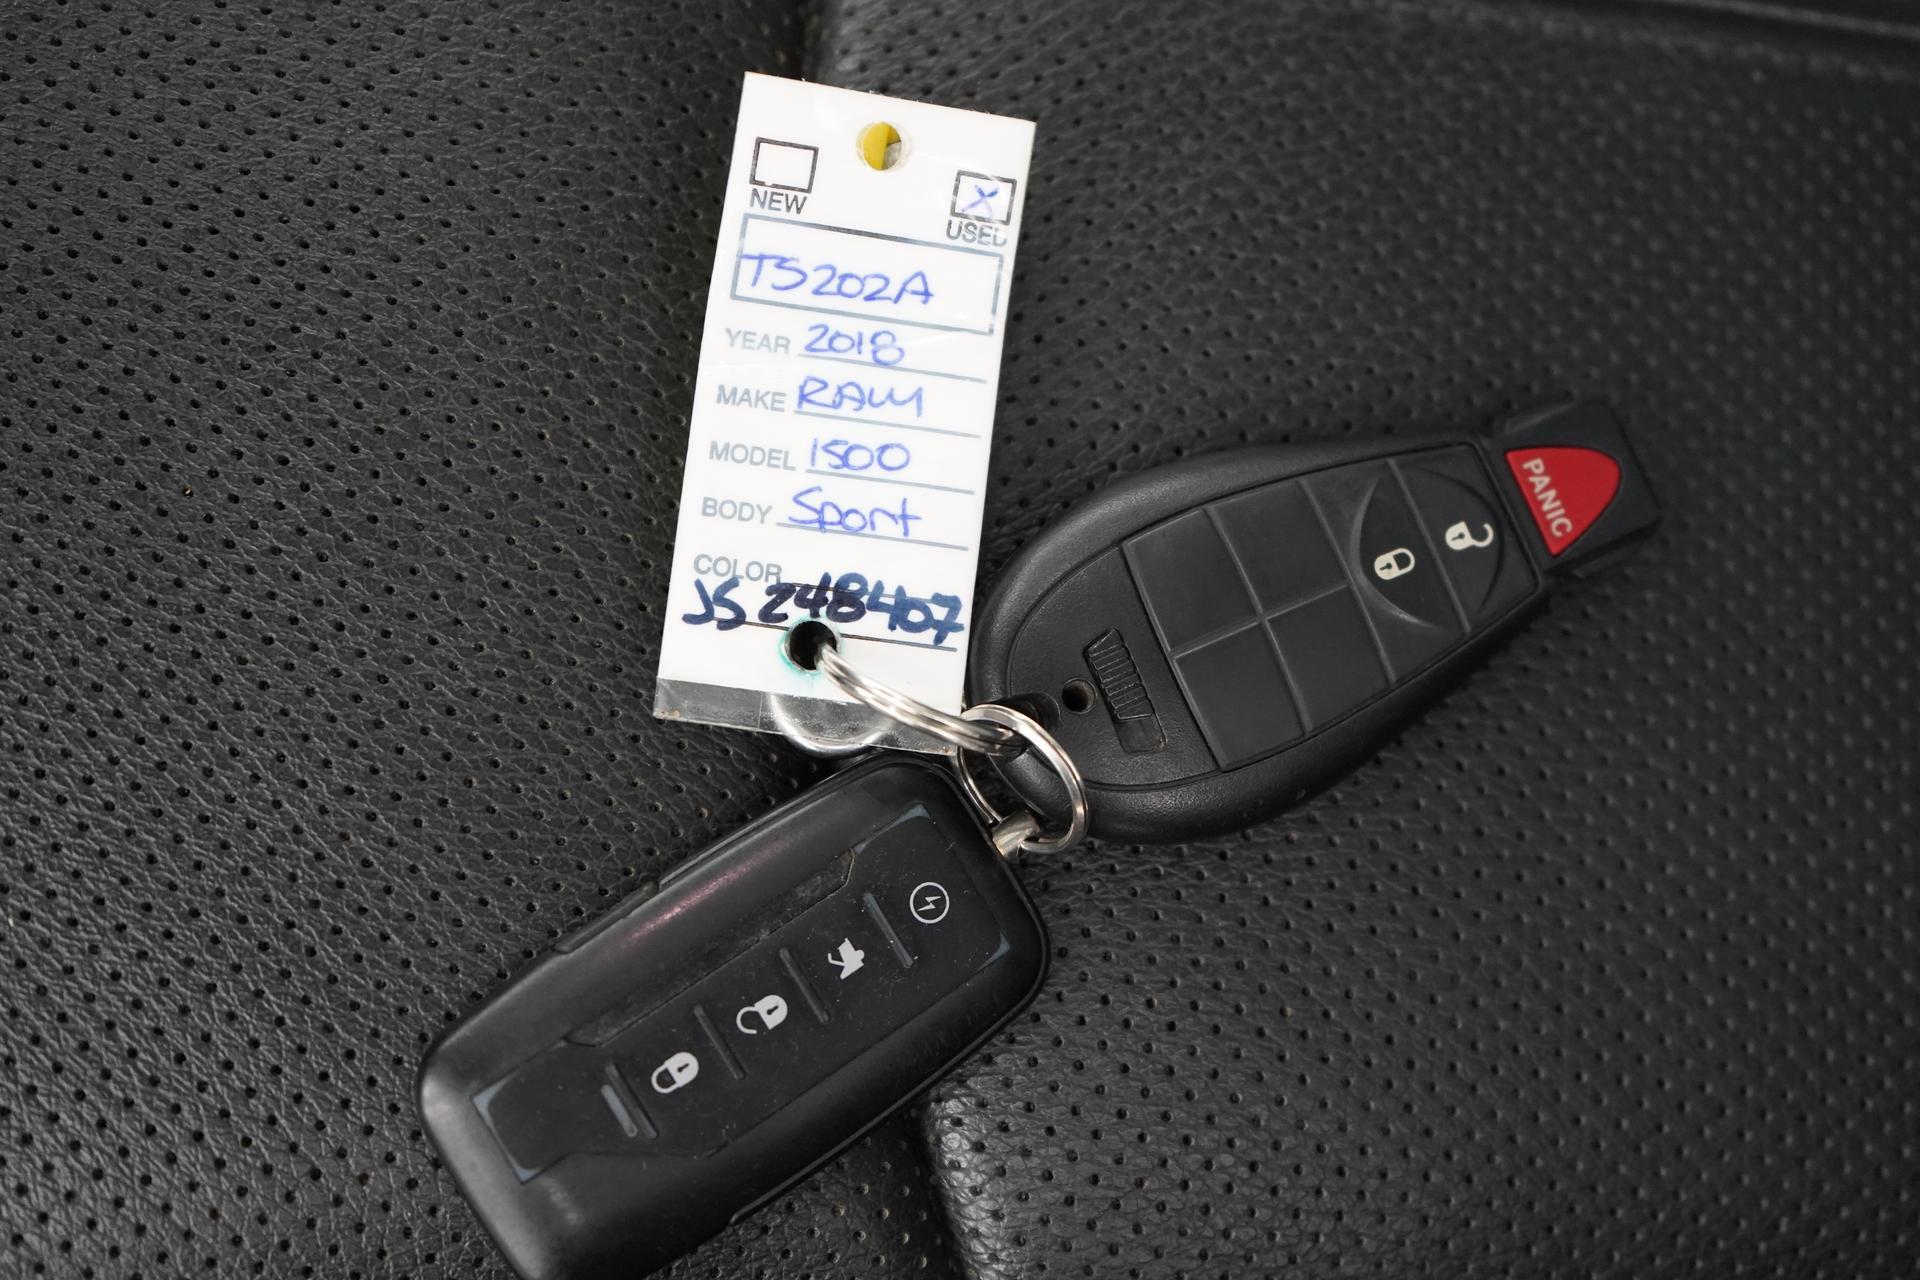 NEW
X
USED
TS202A
YEAR 2018
MAKE RAM
MODEL 1500
BODY Sport
COLOR
JS248407
PANIC